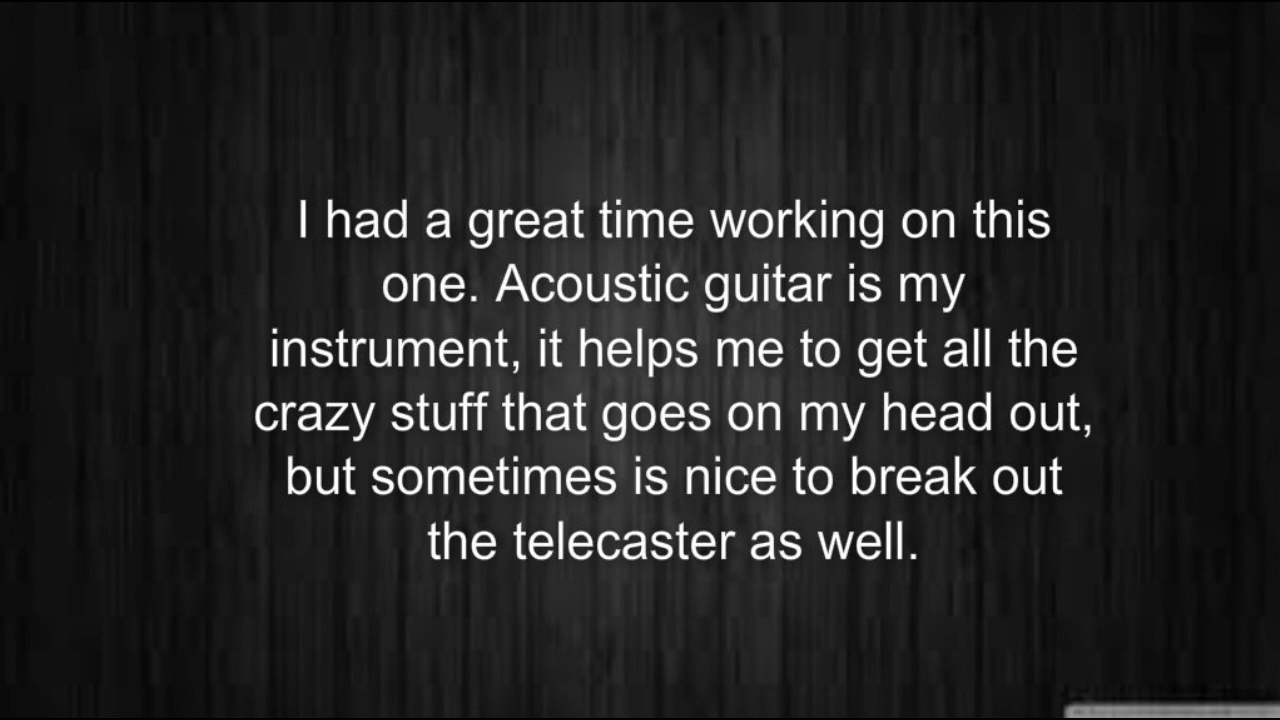 I had a great time working on this
one. Acoustic guitar is my
instrument, it helps me to get all the
crazy stuff that goes on my head out,
but sometimes is nice to break out
the telecaster as well.